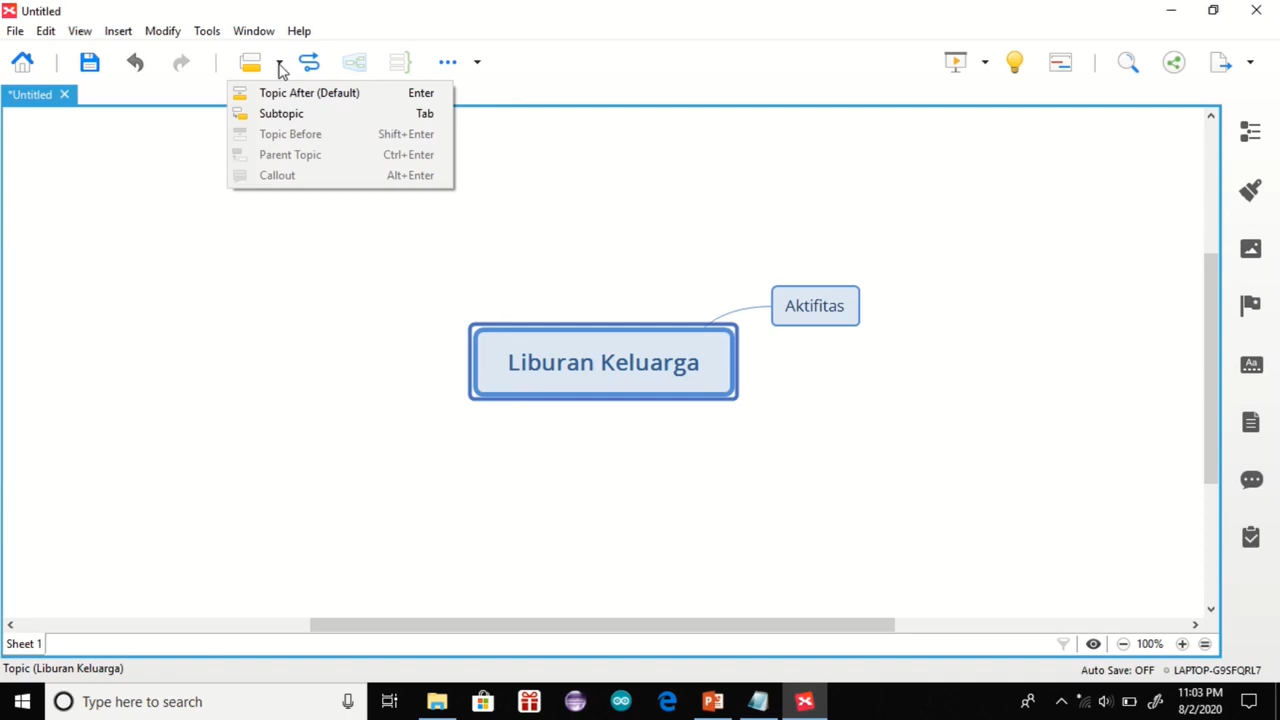 Untitled
File Edit View Insert Modify Tools Window Help
*Untitled
Topic After (Default) Enter
Subtopic Tab
Topic Before Shift+Enter
Parent Topic Ctrl+Enter
Callout Alt+Enter
Aktifitas
Liburan Keluarga
Aa
Sheet 1
100%
Topic (Liburan Keluarga)
Auto Save: OFF
LAPTOP-G9SFQRL7
Type here to search
11:03 PM
8/2/2020